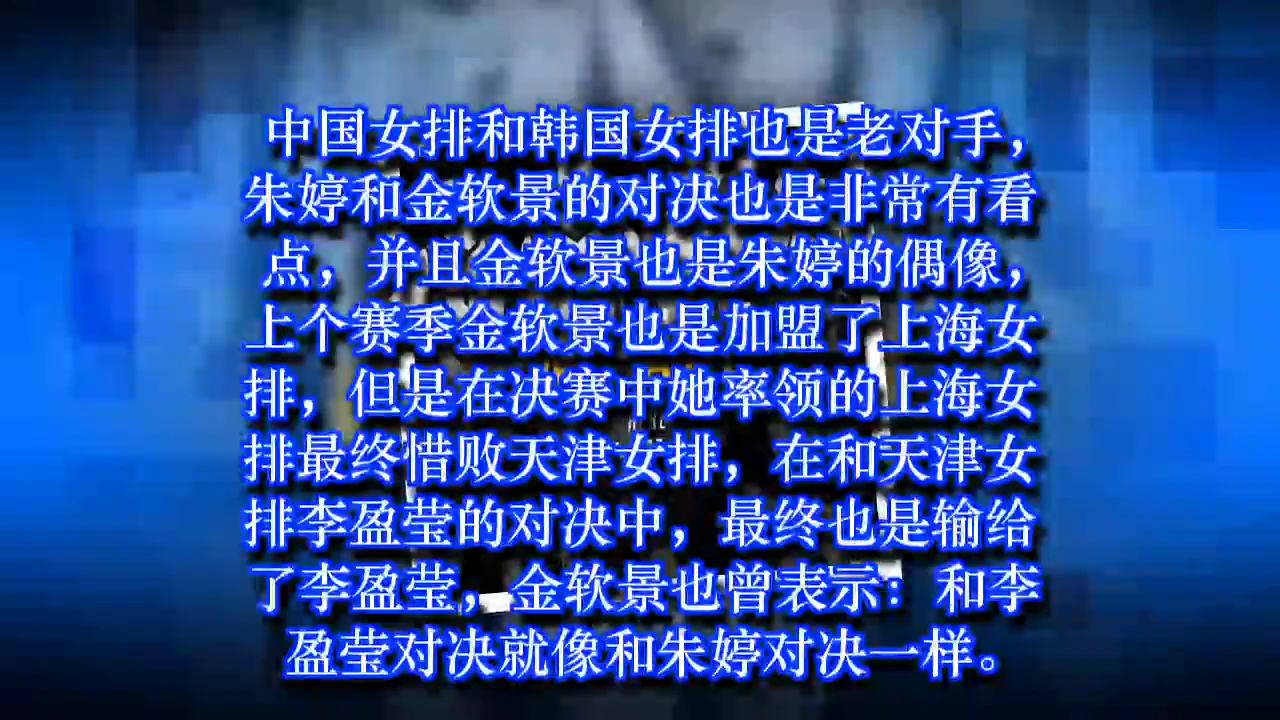 中国女排和韩国女排也是老对手，
朱婷和金软景的对决也是非常有看
点，并且金软景也是朱婷的偶像，
上个赛季金软景也是加盟了上海女
排，但是在决赛中她率领的上海女
排最终惜败天津女排，在和天津女
排李盈莹的对决中，最终也是输给
了李盈莹，金软景也曾表示：和李
盈莹对决就像和朱婷对决一样。